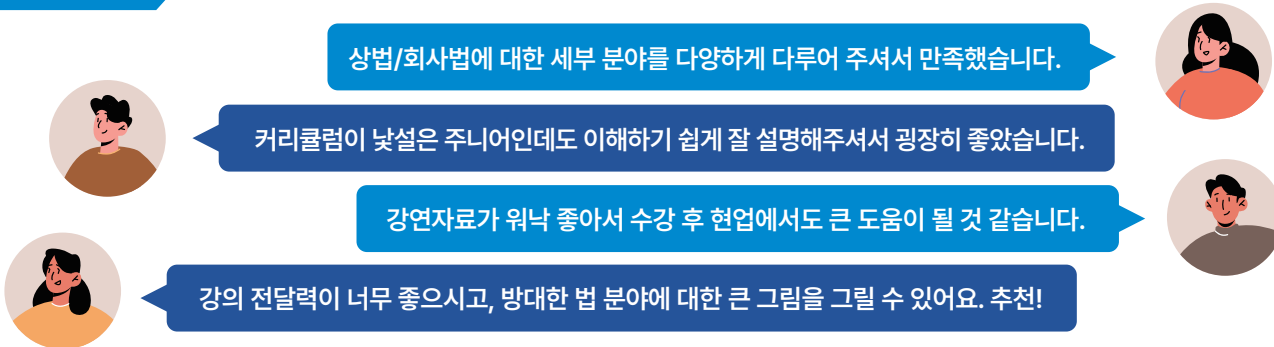 상법/회사법에 대한 세부 분야를 다양하게 다루어 주셔서 만족했습니다.
커리큘럼이 낯설은 주니어인데도 이해하기 쉽게 잘 설명해주셔서 굉장히 좋았습니다.
강연자료가 워낙 좋아서 수강 후 현업에서도 큰 도움이 될 것 같습니다.
강의 전달력이 너무 좋으시고, 방대한 법 분야에 대한 큰 그림을 그릴 수 있어요. 추천!